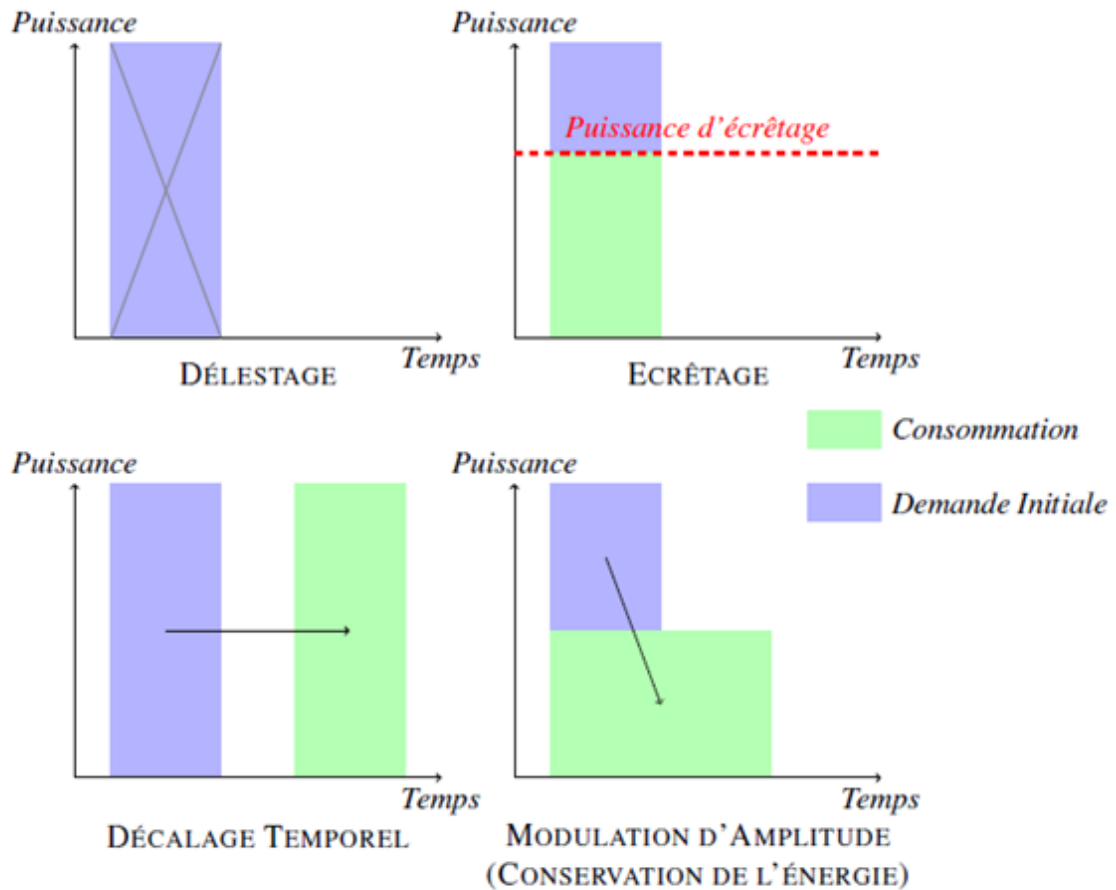 Puissance
Temps
DÉLESTAGE
Puissance
Puissance d'écrêtage
Temps
ECRÊTAGE
Consommation
Demande Initiale
Puissance
Temps
DÉCALAGE TEMPOREL
Puissance
Temps
MODULATION D'AMPLITUDE
(CONSERVATION DE L'ÉNERGIE)